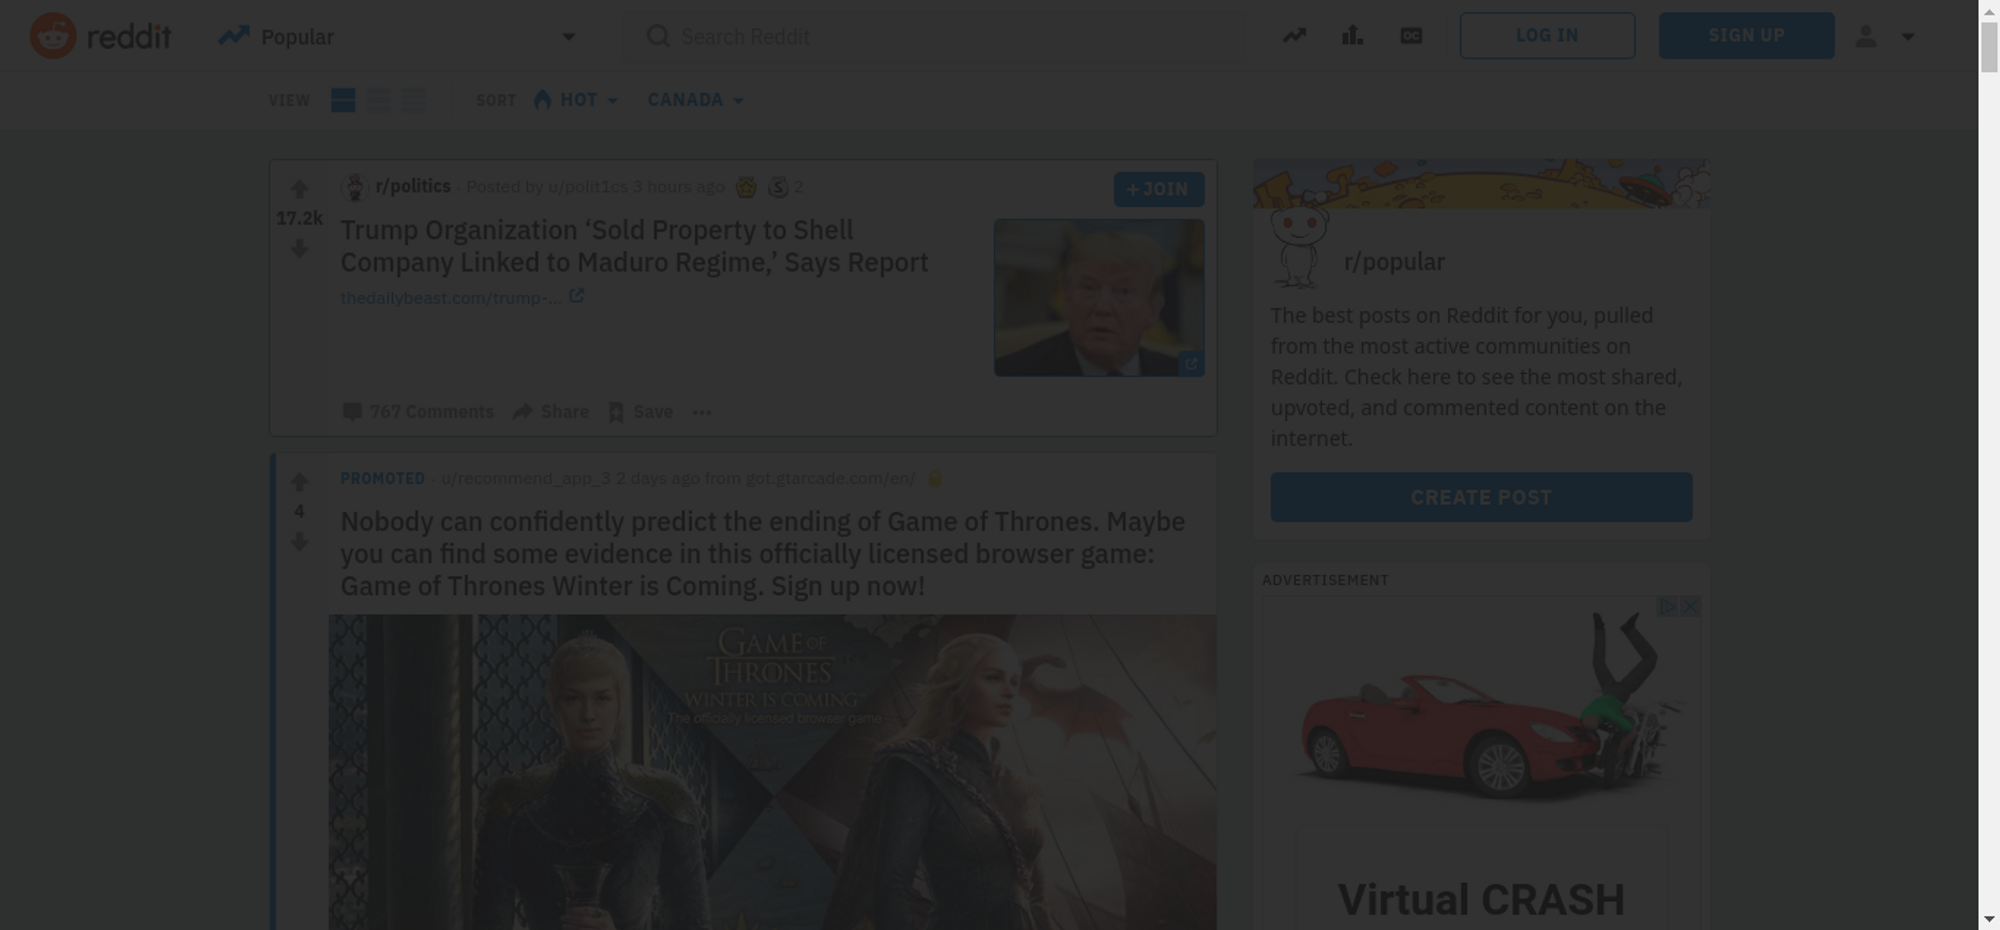 reddit
Popular
Search Reddit
OC
LOG IN
SIGN UP
VIEW
SORT
HOT
CANADA
r/politics · Posted by u/polit1cs 3 hours ago
S 2
+ JOIN
17.2k
Trump Organization ‘Sold Property to Shell
Company Linked to Maduro Regime,’ Says Report
thedailybeast.com/trump-...
767 Comments
Share
Save
PROMOTED · u/recommend_app_3 2 days ago from got.gtarcade.com/en/
4
Nobody can confidently predict the ending of Game of Thrones. Maybe
you can find some evidence in this officially licensed browser game:
Game of Thrones Winter is Coming. Sign up now!
GAME OF
THRONES
WINTER IS COMING
The officially licensed browser game
r/popular
The best posts on Reddit for you, pulled
from the most active communities on
Reddit. Check here to see the most shared,
upvoted, and commented content on the
internet.
CREATE POST
ADVERTISEMENT
Virtual CRASH